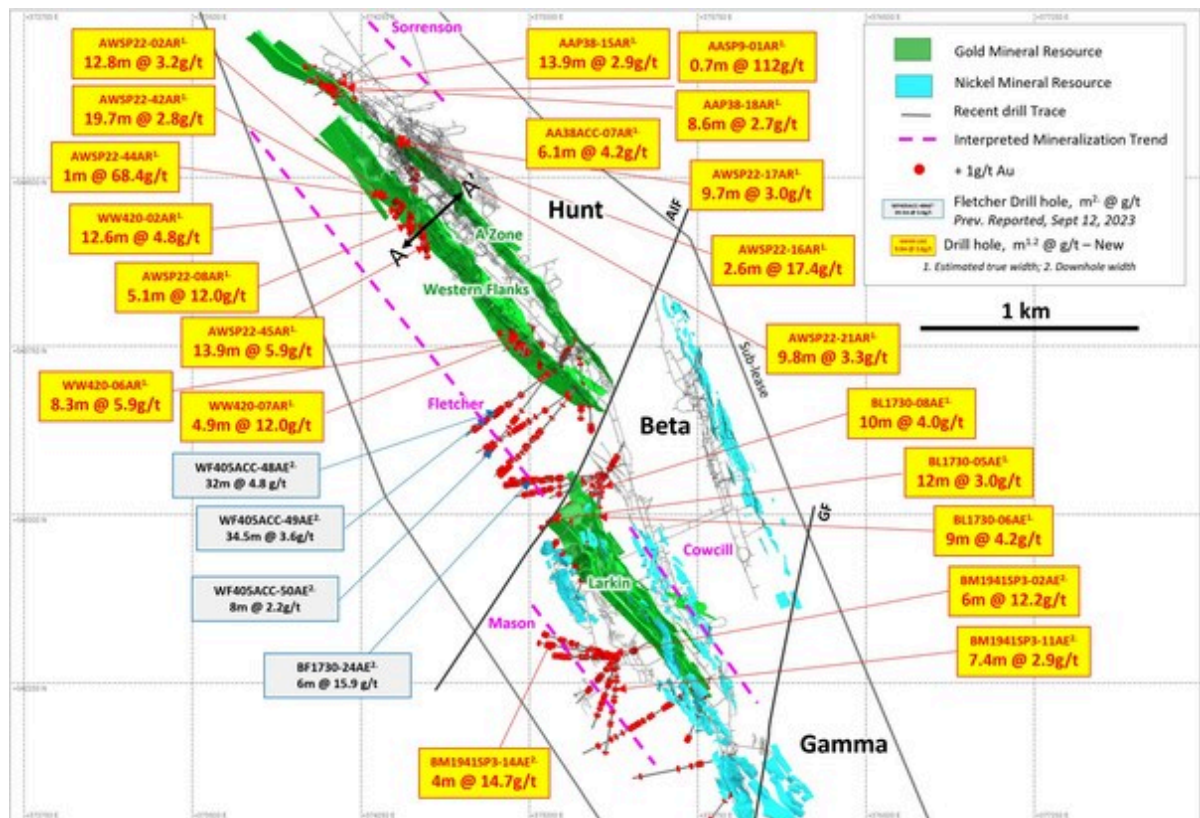 Sorrenson
AWSP22-02AR1.
12.8m @ 3.2g/t
AAP38-15AR1.
13.9m @ 2.9g/t
AASP9-01AR1.
0.7m @ 112g/t
Gold Mineral Resource
Nickel Mineral Resource
Recent drill Trace
Interpreted Mineralization Trend
+ 1g/t Au
Fletcher Drill hole, m2. @ g/t
Prev. Reported, Sept 12, 2023
Drill hole, m1.2 @ g/t – New
1. Estimated true width; 2. Downhole width
1 km
AWSP22-42AR1.
19.7m @ 2.8g/t
AAP38-18AR1.
8.6m @ 2.7g/t
AA38ACC-07AR1.
6.1m @ 4.2g/t
AWSP22-44AR1.
1m @ 68.4g/t
AWSP22-17AR1.
9.7m @ 3.0g/t
WW420-02AR1.
12.6m @ 4.8g/t
A'
A
Hunt
AIF
A Zone
AWSP22-16AR1.
2.6m @ 17.4g/t
AWSP22-08AR1.
5.1m @ 12.0g/t
Western Flanks
AWSP22-45AR1.
13.9m @ 5.9g/t
AWSP22-21AR1.
9.8m @ 3.3g/t
Sub-lease
WW420-06AR1.
8.3m @ 5.9g/t
WW420-07AR1.
4.9m @ 12.0g/t
Fletcher
Beta
BL1730-08AE1.
10m @ 4.0g/t
WF405ACC-48AE2.
32m @ 4.8 g/t
BL1730-05AE1.
12m @ 3.0g/t
WF405ACC-49AE2.
34.5m @ 3.6g/t
GF
BL1730-06AE1.
9m @ 4.2g/t
Cowcill
Larkin
WF405ACC-50AE2.
8m @ 2.2g/t
BM1941SP3-02AE2.
6m @ 12.2g/t
Mason
BF1730-24AE2.
6m @ 15.9 g/t
BM1941SP3-11AE2.
7.4m @ 2.9g/t
BM1941SP3-14AE2.
4m @ 14.7g/t
Gamma